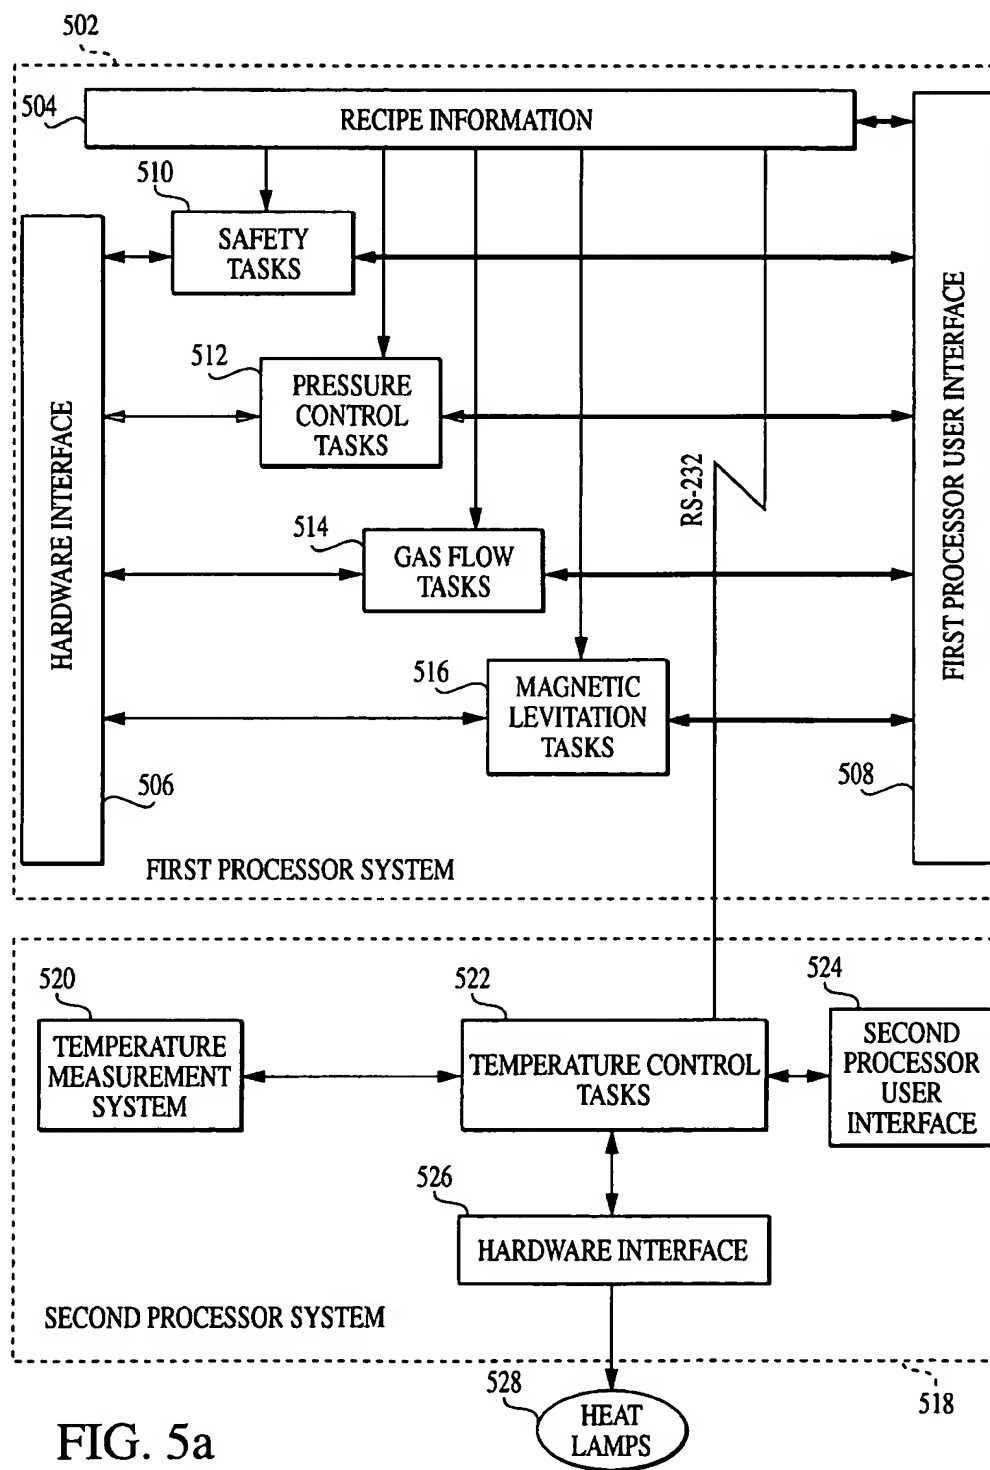 502
504
RECIPE INFORMATION
510
SAFETY
TASKS
512
PRESSURE
CONTROL
TASKS
HARDWARE INTERFACE
FIRST PROCESSOR USER INTERFACE
RS-232
514
GAS FLOW
TASKS
516
MAGNETIC
LEVITATION
TASKS
506
508
FIRST PROCESSOR SYSTEM
520
TEMPERATURE
MEASUREMENT
SYSTEM
522
TEMPERATURE CONTROL
TASKS
524
SECOND
PROCESSOR
USER
INTERFACE
526
HARDWARE INTERFACE
SECOND PROCESSOR SYSTEM
518
528
HEAT
LAMPS
FIG. 5a